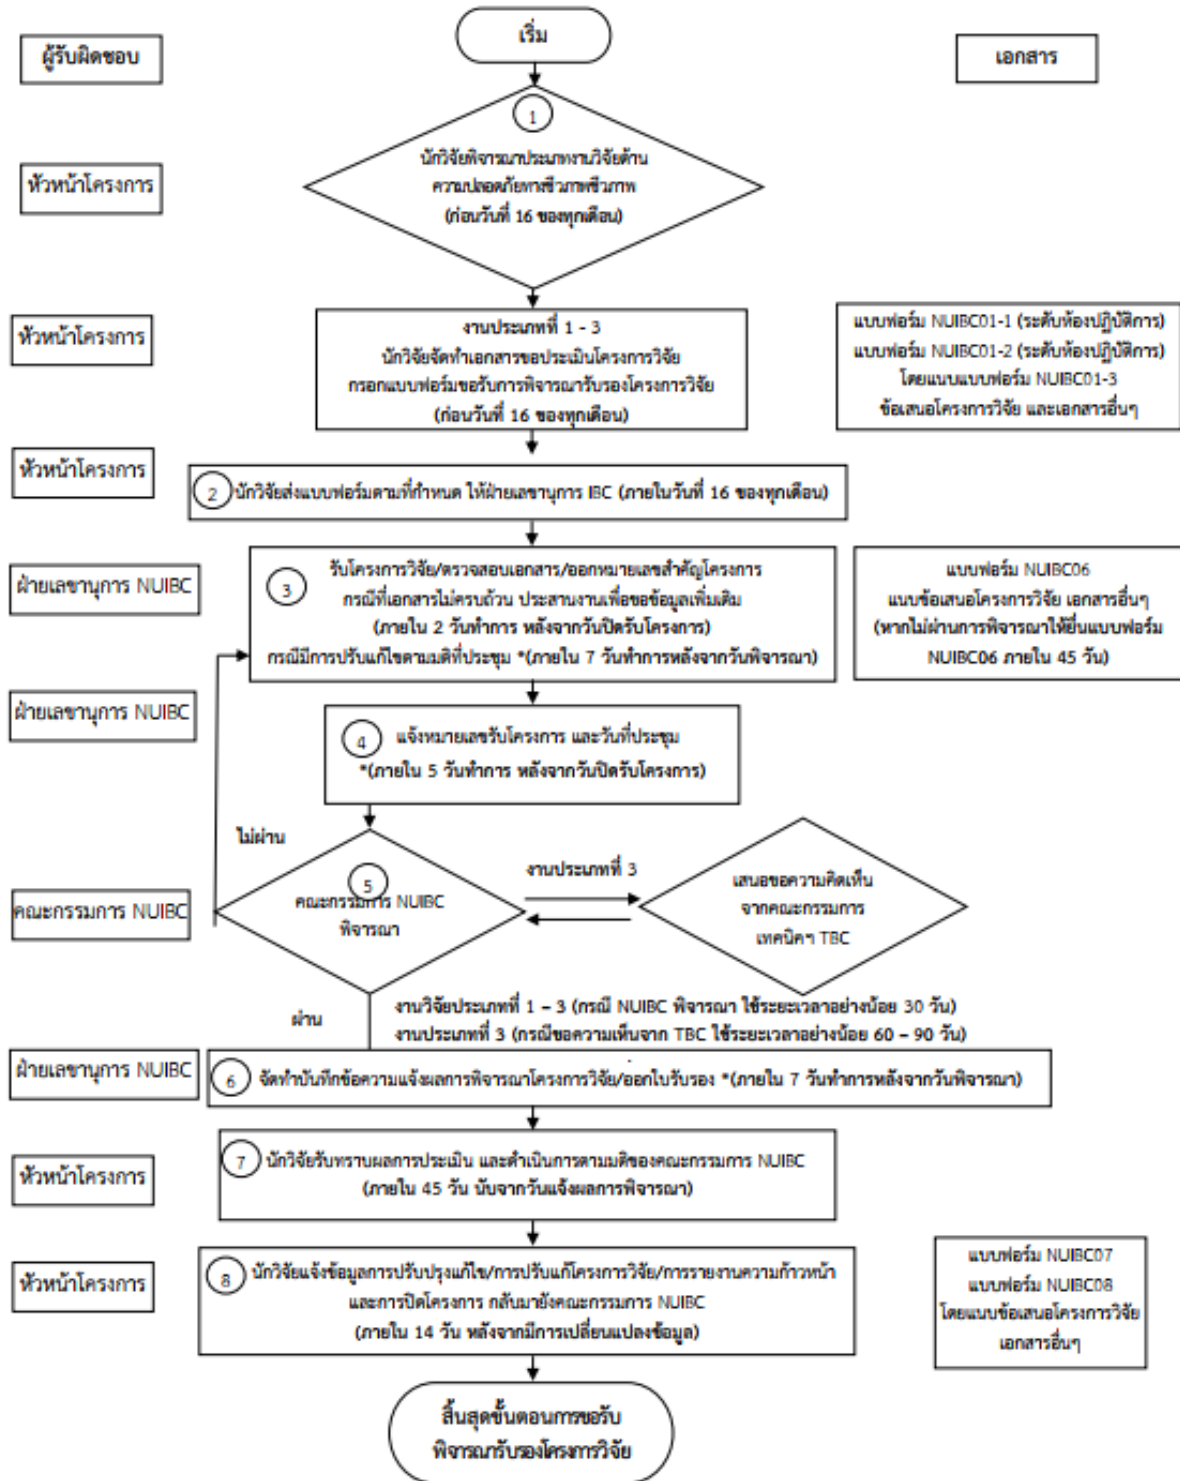 เริ่ม
ผู้รับผิดชอบ
เอกสาร
1
หัวหน้าโครงการ
นักวิจัยพิจารณาประเภทงานวิจัยด้าน
ความปลอดภัยทางชีวภาพชีวภาพ
(ก่อนวันที่ 16 ของทุกเดือน)
หัวหน้าโครงการ
งานประเภทที่ 1 - 3
นักวิจัยจัดทำเอกสารขอประเมินโครงการวิจัย
กรอกแบบฟอร์มขอรับการพิจารณารับรองโครงการวิจัย
(ก่อนวันที่ 16 ของทุกเดือน)
แบบฟอร์ม NUIBC01-1 (ระดับห้องปฏิบัติการ)
แบบฟอร์ม NUIBC01-2 (ระดับห้องปฏิบัติการ)
โดยแนบแบบฟอร์ม NUIBC01-3
ข้อเสนอโครงการวิจัย และเอกสารอื่นๆ
หัวหน้าโครงการ
2 นักวิจัยส่งแบบฟอร์มตามที่กำหนด ให้ฝ่ายเลขานุการ IBC (ภายในวันที่ 16 ของทุกเดือน)
ฝ่ายเลขานุการ NUIBC
3
รับโครงการวิจัย/ตรวจสอบเอกสาร/ออกหมายเลขสำคัญโครงการ
กรณีที่เอกสารไม่ครบถ้วน ประสานงานเพื่อขอข้อมูลเพิ่มเติม
(ภายใน 2 วันทำการ หลังจากวันปิดรับโครงการ)
กรณีมีการปรับแก้ไขตามมติที่ประชุม *(ภายใน 7 วันทำการหลังจากวันพิจารณา)
แบบฟอร์ม NUIBC06
แบบข้อเสนอโครงการวิจัย เอกสารอื่นๆ
(หากไม่ผ่านการพิจารณาให้ยื่นแบบฟอร์ม
NUIBC06 ภายใน 45 วัน)
ฝ่ายเลขานุการ NUIBC
4
แจ้งหมายเลขรับโครงการ และวันที่ประชุม
*(ภายใน 5 วันทำการ หลังจากวันปิดรับโครงการ)
ไม่ผ่าน
คณะกรรมการ NUIBC
5
คณะกรรมการ NUIBC
พิจารณา
งานประเภทที่ 3
เสนอขอความคิดเห็น
จากคณะกรรมการ
เทคนิคฯ TBC
ผ่าน
งานวิจัยประเภทที่ 1 – 3 (กรณี NUIBC พิจารณา ใช้ระยะเวลาอย่างน้อย 30 วัน)
งานประเภทที่ 3 (กรณีขอความเห็นจาก TBC ใช้ระยะเวลาอย่างน้อย 60 – 90 วัน)
ฝ่ายเลขานุการ NUIBC
6 จัดทำบันทึกข้อความแจ้งผลการพิจารณาโครงการวิจัย/ออกใบรับรอง *(ภายใน 7 วันทำการหลังจากวันพิจารณา)
หัวหน้าโครงการ
7 นักวิจัยรับทราบผลการประเมิน และดำเนินการตามมติของคณะกรรมการ NUIBC
(ภายใน 45 วัน นับจากวันแจ้งผลการพิจารณา)
หัวหน้าโครงการ
8 นักวิจัยแจ้งข้อมูลการปรับปรุงแก้ไข/การปรับแก้โครงการวิจัย/การรายงานความก้าวหน้า
และการปิดโครงการ กลับมายังคณะกรรมการ NUIBC
(ภายใน 14 วัน หลังจากมีการเปลี่ยนแปลงข้อมูล)
แบบฟอร์ม NUIBC07
แบบฟอร์ม NUIBC08
โดยแนบข้อเสนอโครงการวิจัย
เอกสารอื่นๆ
สิ้นสุดขั้นตอนการขอรับ
พิจารณารับรองโครงการวิจัย